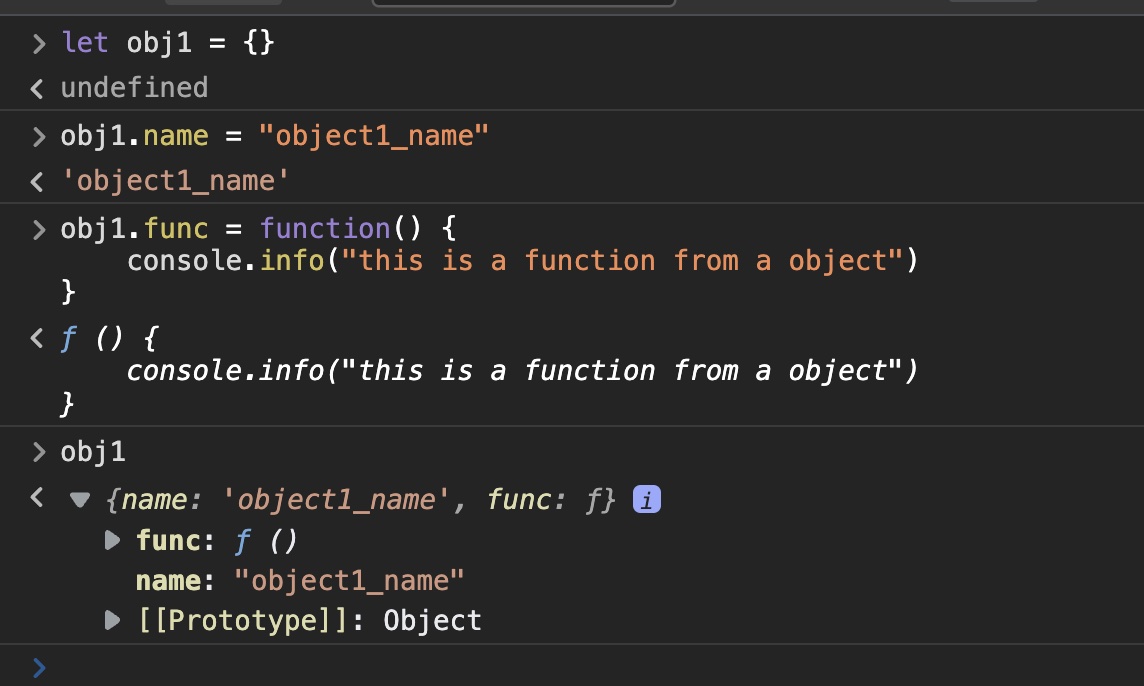 > let obj1 = {}
< undefined
> obj1.name = "object1_name"
< 'object1_name'
> obj1.func = function() {
    console.info("this is a function from a object")
}
< ƒ () {
    console.info("this is a function from a object")
}
> obj1
< ▼ {name: 'object1_name', func: ƒ} i
▶ func: ƒ ()
name: "object1_name"
▶ [[Prototype]]: Object
>